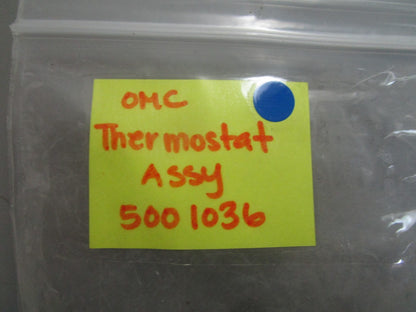 OMC
Thermostat
Assy
5001036